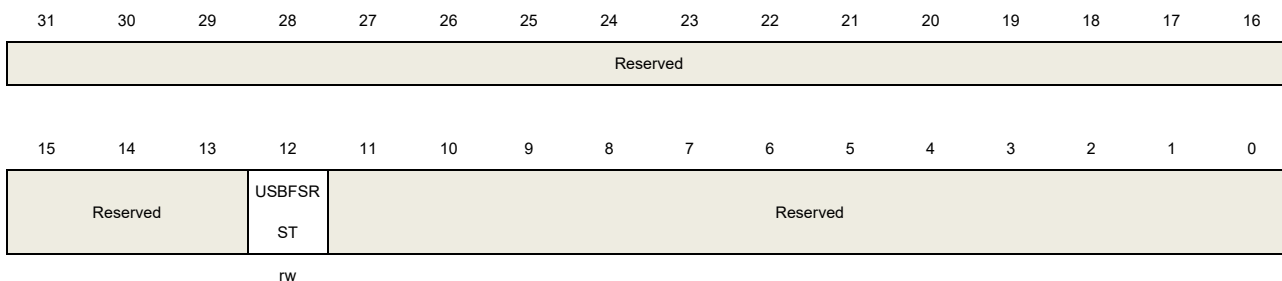 31 30 29 28 27 26 25 24 23 22 21 20 19 18 17 16
Reserved
15 14 13 12 11 10 9 8 7 6 5 4 3 2 1 0
Reserved USBFSR Reserved
ST
rw